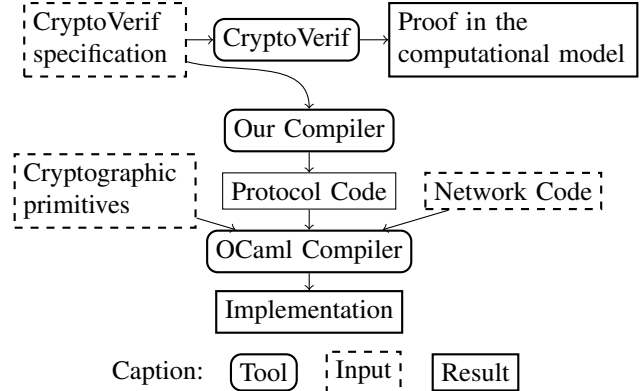 CryptoVerif
specification
CryptoVerif
Proof in the
computational model
Our Compiler
Cryptographic
primitives
Protocol Code
Network Code
OCaml Compiler
Implementation
Caption: Tool Input Result